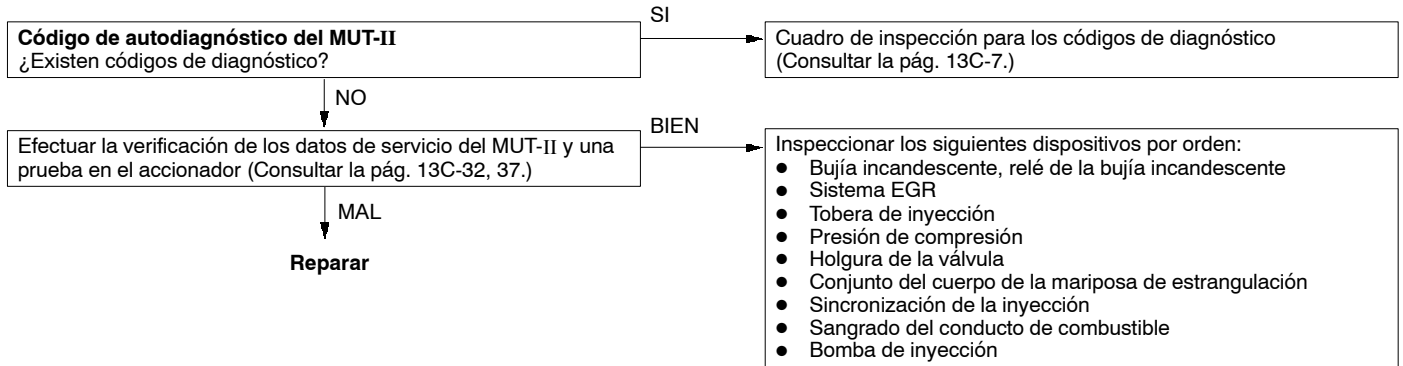 SI
Código de autodiagnóstico del MUT-II
¿Existen códigos de diagnóstico?
Cuadro de inspección para los códigos de diagnóstico
(Consultar la pág. 13C-7.)
NO
BIEN
Efectuar la verificación de los datos de servicio del MUT-II y una
prueba en el accionador (Consultar la pág. 13C-32, 37.)
MAL
Reparar
Inspeccionar los siguientes dispositivos por orden:
● Bujía incandescente, relé de la bujía incandescente
● Sistema EGR
● Tobera de inyección
● Presión de compresión
● Holgura de la válvula
● Conjunto del cuerpo de la mariposa de estrangulación
● Sincronización de la inyección
● Sangrado del conducto de combustible
● Bomba de inyección